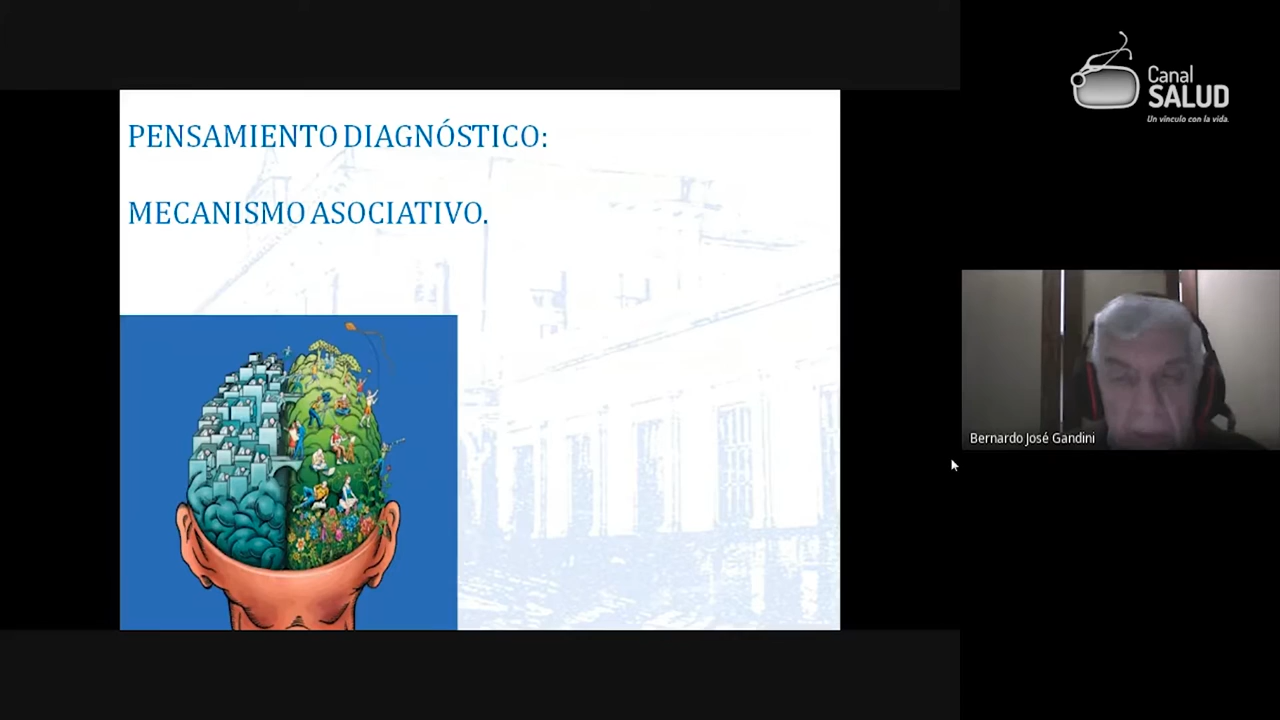 PENSAMIENTO DIAGNÓSTICO:
MECANISMO ASOCIATIVO.
Canal
SALUD
Un vínculo con la vida.
Bernardo José Gandini